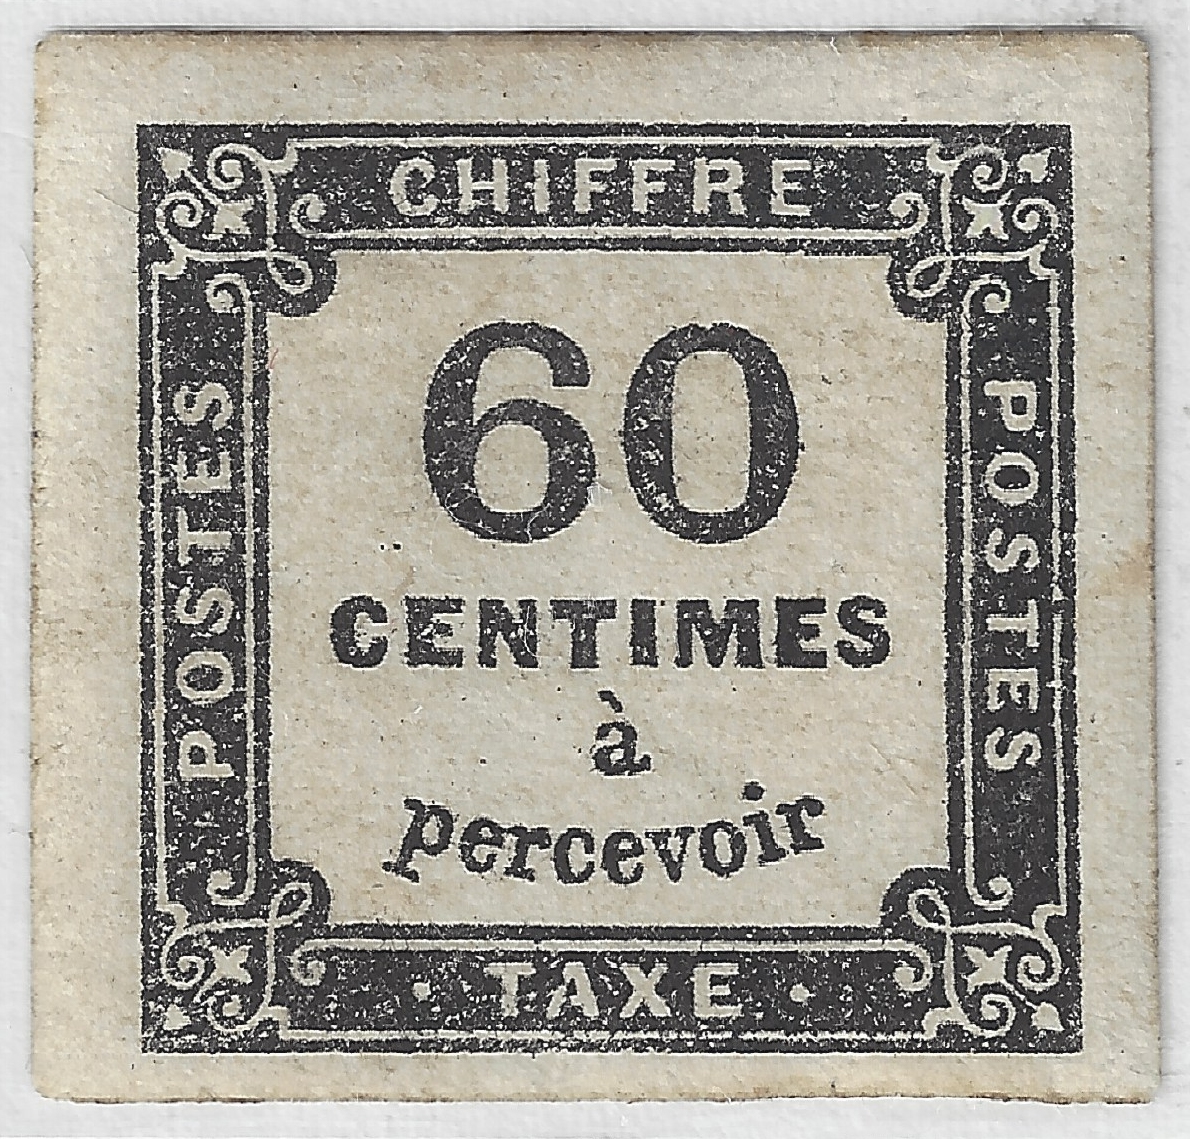 CHIFFRE
POSTES
60
CENTIMES
à
percevoir
POSTES
· TAXE ·